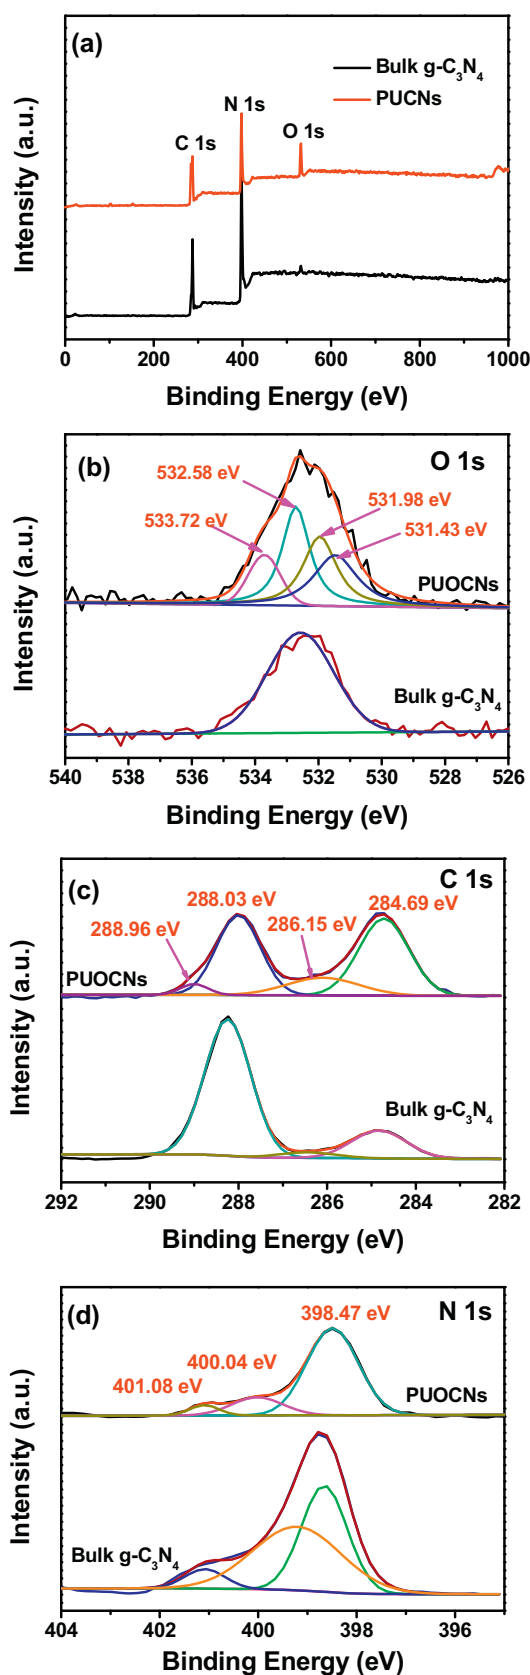 (a)
Bulk g-C₃N₄
PUCNs
N 1s
C 1s
O 1s
Intensity (a.u.)
0 200 400 600 800 1000
Binding Energy (eV)
(b)
O 1s
532.58 eV
531.98 eV
533.72 eV
531.43 eV
PUOCNs
Bulk g-C₃N₄
Intensity (a.u.)
540 538 536 534 532 530 528 526
Binding Energy (eV)
(c)
C 1s
288.03 eV
284.69 eV
288.96 eV
286.15 eV
PUOCNs
Bulk g-C₃N₄
Intensity (a.u.)
292 290 288 286 284 282
Binding Energy (eV)
(d)
N 1s
398.47 eV
400.04 eV
401.08 eV
PUOCNs
Bulk g-C₃N₄
Intensity (a.u.)
404 402 400 398 396
Binding Energy (eV)